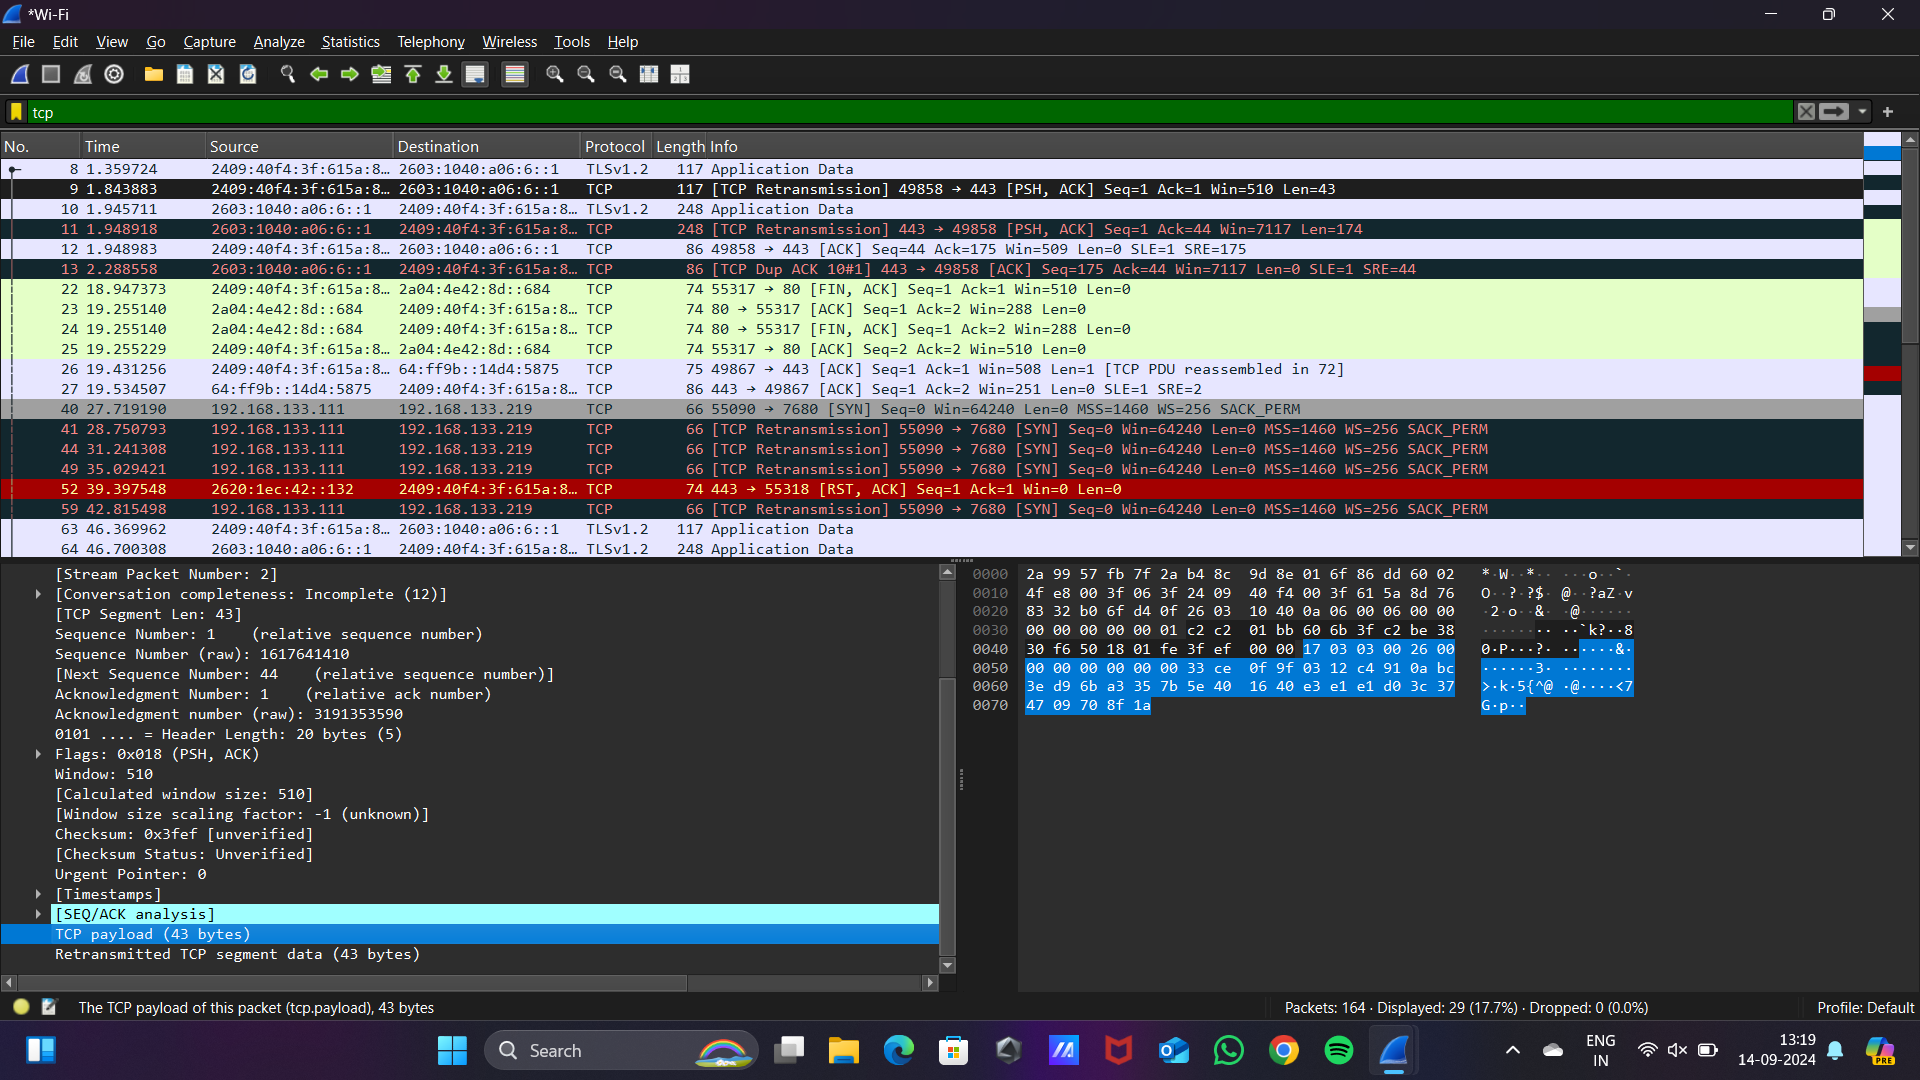 *Wi-Fi
File Edit View Go Capture Analyze Statistics Telephony Wireless Tools Help
tcp
No. Time Source Destination Protocol Length Info
8 1.359724 2409:40f4:3f:615a:8… 2603:1040:a06:6::1 TLSv1.2 117 Application Data
9 1.843883 2409:40f4:3f:615a:8… 2603:1040:a06:6::1 TCP 117 [TCP Retransmission] 49858 → 443 [PSH, ACK] Seq=1 Ack=1 Win=510 Len=43
10 1.945711 2603:1040:a06:6::1 2409:40f4:3f:615a:8… TLSv1.2 248 Application Data
11 1.948918 2603:1040:a06:6::1 2409:40f4:3f:615a:8… TCP 248 [TCP Retransmission] 443 → 49858 [PSH, ACK] Seq=1 Ack=44 Win=7117 Len=174
12 1.948983 2409:40f4:3f:615a:8… 2603:1040:a06:6::1 TCP 86 49858 → 443 [ACK] Seq=44 Ack=175 Win=509 Len=0 SLE=1 SRE=175
13 2.288558 2603:1040:a06:6::1 2409:40f4:3f:615a:8… TCP 86 [TCP Dup ACK 10#1] 443 → 49858 [ACK] Seq=175 Ack=44 Win=7117 Len=0 SLE=1 SRE=44
22 18.947373 2409:40f4:3f:615a:8… 2a04:4e42:8d::684 TCP 74 55317 → 80 [FIN, ACK] Seq=1 Ack=1 Win=510 Len=0
23 19.255140 2a04:4e42:8d::684 2409:40f4:3f:615a:8… TCP 74 80 → 55317 [ACK] Seq=1 Ack=2 Win=288 Len=0
24 19.255140 2a04:4e42:8d::684 2409:40f4:3f:615a:8… TCP 74 80 → 55317 [FIN, ACK] Seq=1 Ack=2 Win=288 Len=0
25 19.255229 2409:40f4:3f:615a:8… 2a04:4e42:8d::684 TCP 74 55317 → 80 [ACK] Seq=2 Ack=2 Win=510 Len=0
26 19.431256 2409:40f4:3f:615a:8… 64:ff9b::14d4:5875 TCP 75 49867 → 443 [ACK] Seq=1 Ack=1 Win=508 Len=1 [TCP PDU reassembled in 72]
27 19.534507 64:ff9b::14d4:5875 2409:40f4:3f:615a:8… TCP 86 443 → 49867 [ACK] Seq=1 Ack=2 Win=251 Len=0 SLE=1 SRE=2
40 27.719190 192.168.133.111 192.168.133.219 TCP 66 55090 → 7680 [SYN] Seq=0 Win=64240 Len=0 MSS=1460 WS=256 SACK_PERM
41 28.750793 192.168.133.111 192.168.133.219 TCP 66 [TCP Retransmission] 55090 → 7680 [SYN] Seq=0 Win=64240 Len=0 MSS=1460 WS=256 SACK_PERM
44 31.241308 192.168.133.111 192.168.133.219 TCP 66 [TCP Retransmission] 55090 → 7680 [SYN] Seq=0 Win=64240 Len=0 MSS=1460 WS=256 SACK_PERM
49 35.029421 192.168.133.111 192.168.133.219 TCP 66 [TCP Retransmission] 55090 → 7680 [SYN] Seq=0 Win=64240 Len=0 MSS=1460 WS=256 SACK_PERM
52 39.397548 2620:1ec:42::132 2409:40f4:3f:615a:8… TCP 74 443 → 55318 [RST, ACK] Seq=1 Ack=1 Win=0 Len=0
59 42.815498 192.168.133.111 192.168.133.219 TCP 66 [TCP Retransmission] 55090 → 7680 [SYN] Seq=0 Win=64240 Len=0 MSS=1460 WS=256 SACK_PERM
63 46.369962 2409:40f4:3f:615a:8… 2603:1040:a06:6::1 TLSv1.2 117 Application Data
64 46.700308 2603:1040:a06:6::1 2409:40f4:3f:615a:8… TLSv1.2 248 Application Data
[Stream Packet Number: 2]
[Conversation completeness: Incomplete (12)]
[TCP Segment Len: 43]
Sequence Number: 1 (relative sequence number)
Sequence Number (raw): 1617641410
[Next Sequence Number: 44 (relative sequence number)]
Acknowledgment Number: 1 (relative ack number)
Acknowledgment number (raw): 3191353590
0101 .... = Header Length: 20 bytes (5)
Flags: 0x018 (PSH, ACK)
Window: 510
[Calculated window size: 510]
[Window size scaling factor: -1 (unknown)]
Checksum: 0x3fef [unverified]
[Checksum Status: Unverified]
Urgent Pointer: 0
[Timestamps]
[SEQ/ACK analysis]
TCP payload (43 bytes)
Retransmitted TCP segment data (43 bytes)
0000 2a 99 57 fb 7f 2a b4 8c 9d 8e 01 6f 86 dd 60 02 *·W··*·· ···o··`·
0010 4f e8 00 3f 06 3f 24 09 40 f4 00 3f 61 5a 8d 76 O··?·?$· @··?aZ·v
0020 83 32 b0 6f d4 0f 26 03 10 40 0a 06 00 06 00 00 ·2·o··&· ·@······
0030 00 00 00 00 00 01 c2 c2 01 bb 60 6b 3f c2 be 38 ········ ··`k?··8
0040 30 f6 50 18 01 fe 3f ef 00 00 17 03 03 00 26 00 0·P···?· ······&·
0050 00 00 00 00 00 00 33 ce 0f 9f 03 12 c4 91 0a bc ······3· ········
0060 3e d9 6b a3 35 7b 5e 40 16 40 e3 e1 e1 d0 3c 37 >·k·5{^@ ·@····<7
0070 47 09 70 8f 1a G·p··
The TCP payload of this packet (tcp.payload), 43 bytes
Packets: 164 · Displayed: 29 (17.7%) · Dropped: 0 (0.0%)
Profile: Default
Search
ENG
IN
13:19
14-09-2024
PRE